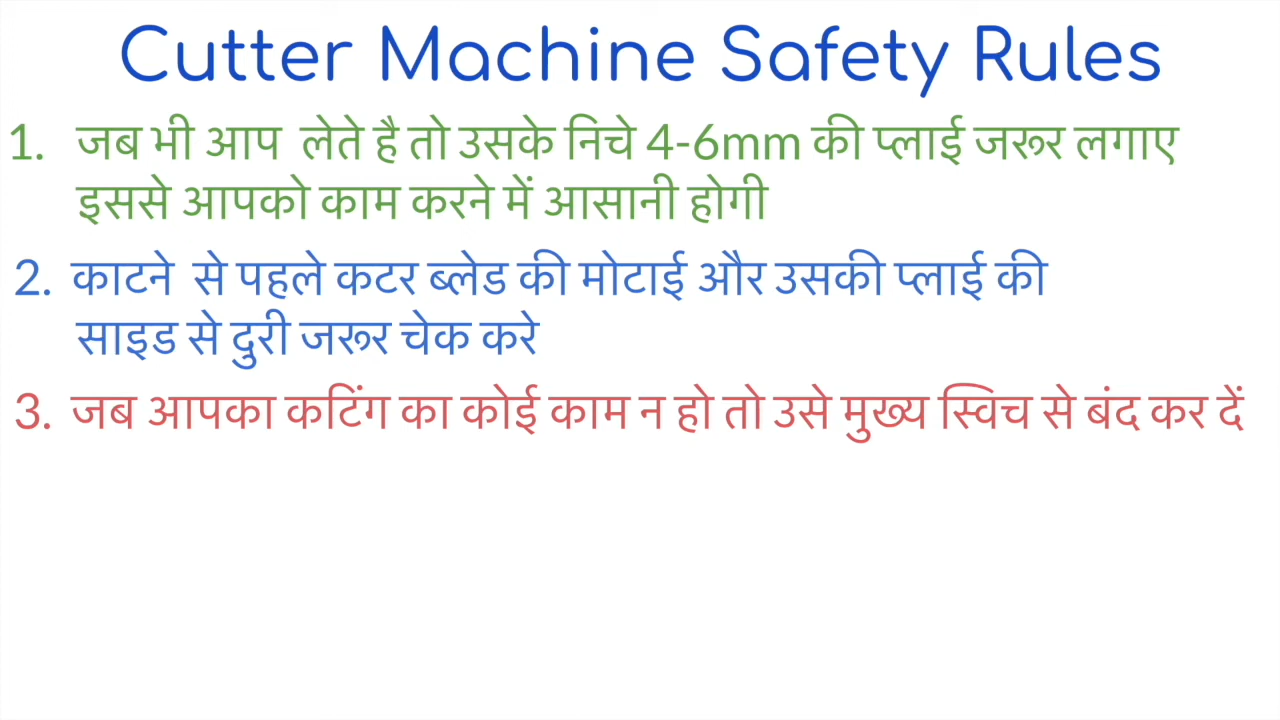 Cutter Machine Safety Rules
1. जब भी आप लेते है तो उसके निचे 4-6mm की प्लाई जरूर लगाए
इससे आपको काम करने में आसानी होगी
2. काटने से पहले कटर ब्लेड की मोटाई और उसकी प्लाई की
साइड से दुरी जरूर चेक करे
3. जब आपका कटिंग का कोई काम न हो तो उसे मुख्य स्विच से बंद कर दें